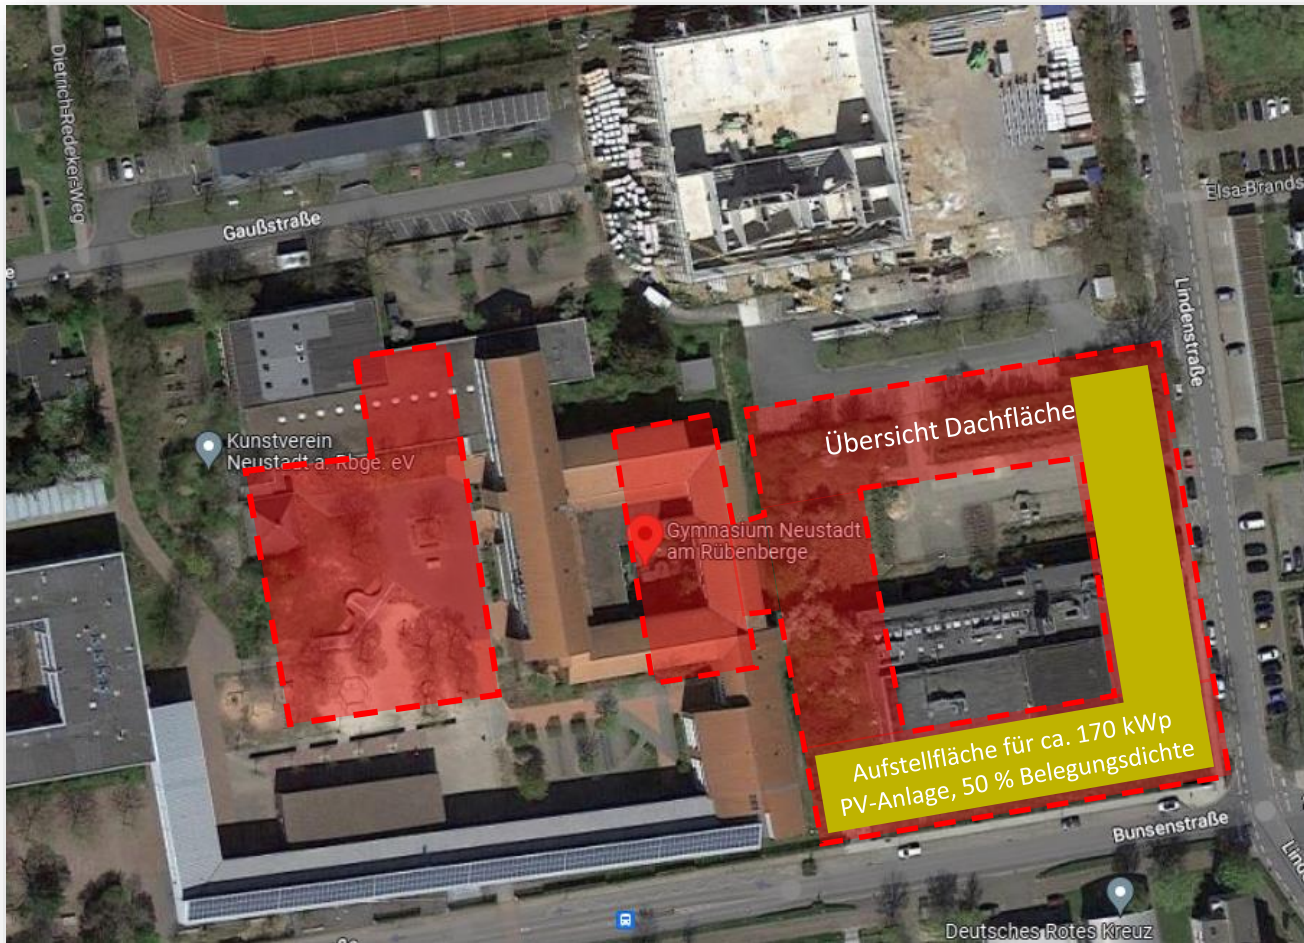 Dietrich-Redeker-Weg
Gaußstraße
Elsa-Brands
Lindenstraße
Übersicht Dachfläche
Kunstverein
Neustadt a. Rbge. eV
Gymnasium Neustadt
am Rübenberge
Aufstellfläche für ca. 170 kWp
PV-Anlage, 50 % Belegungsdichte
Bunsenstraße
Lind
Deutsches Rotes Kreuz